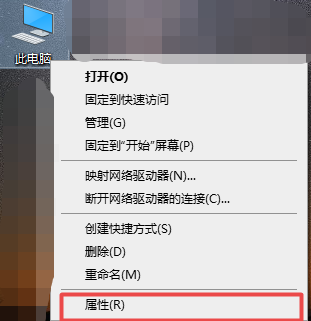 此电脑
打开(O)
固定到快速访问
管理(G)
固定到"开始"屏幕(P)
映射网络驱动器(N)...
断开网络驱动器的连接(C)...
创建快捷方式(S)
删除(D)
重命名(M)
属性(R)